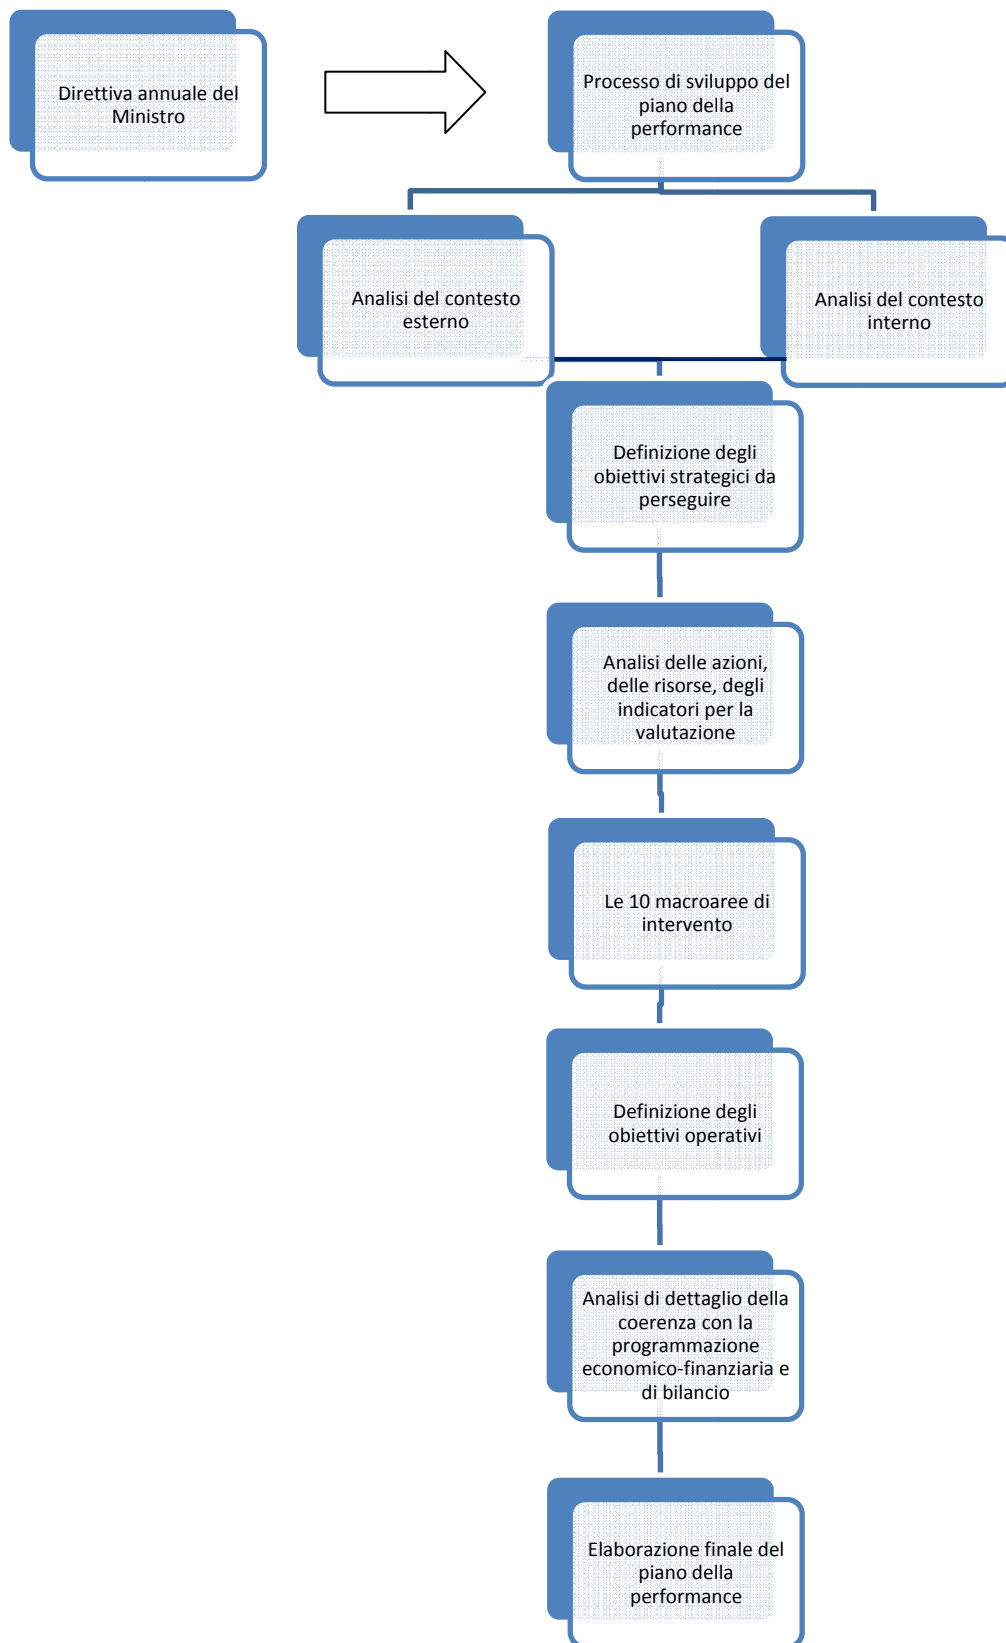 Direttiva annuale del
Ministro
Processo di sviluppo del
piano della
performance
Analisi del contesto
esterno
Analisi del contesto
interno
Definizione degli
obiettivi strategici da
perseguire
Analisi delle azioni,
delle risorse, degli
indicatori per la
valutazione
Le 10 macroaree di
intervento
Definizione degli
obiettivi operativi
Analisi di dettaglio della
coerenza con la
programmazione
economico-finanziaria e
di bilancio
Elaborazione finale del
piano della
performance